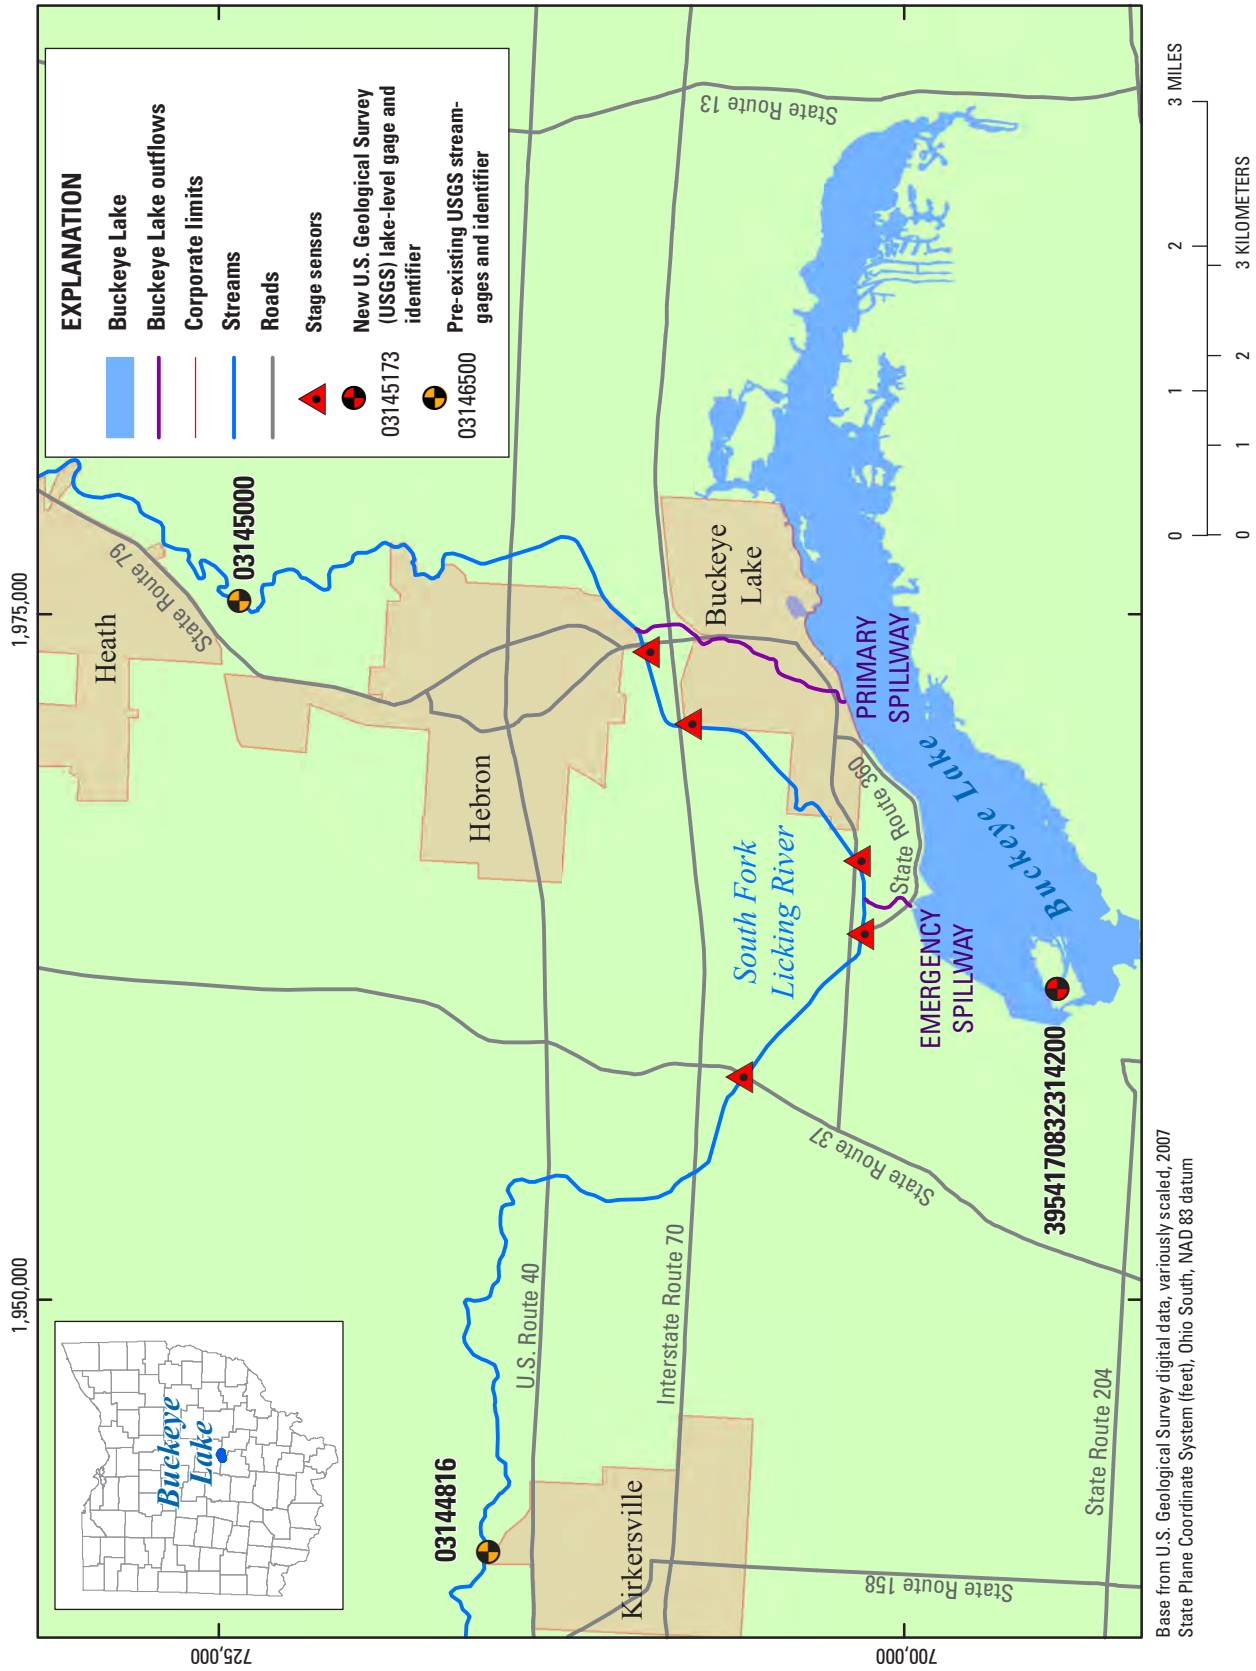 1,950,000
1,975,000
725,000
700,000
Buckeye
Lake
EXPLANATION
Buckeye Lake
Buckeye Lake outflows
Corporate limits
Streams
Roads
Stage sensors
03145173
New U.S. Geological Survey
(USGS) lake-level gage and
identifier
03146500
Pre-existing USGS stream-
gages and identifier
Heath
State Route 79
03145000
03144816
Hebron
U.S. Route 40
Interstate Route 70
Kirkersville
State Route 158
State Route 37
State Route 13
South Fork
Licking River
Buckeye
Lake
State Route 360
PRIMARY
SPILLWAY
EMERGENCY
SPILLWAY
Buckeye Lake
395417083231 4200
State Route 204
Base from U.S. Geological Survey digital data, variously scaled, 2007
State Plane Coordinate System (feet), Ohio South, NAD 83 datum
0 1 2 3 MILES
0 1 2 3 KILOMETERS